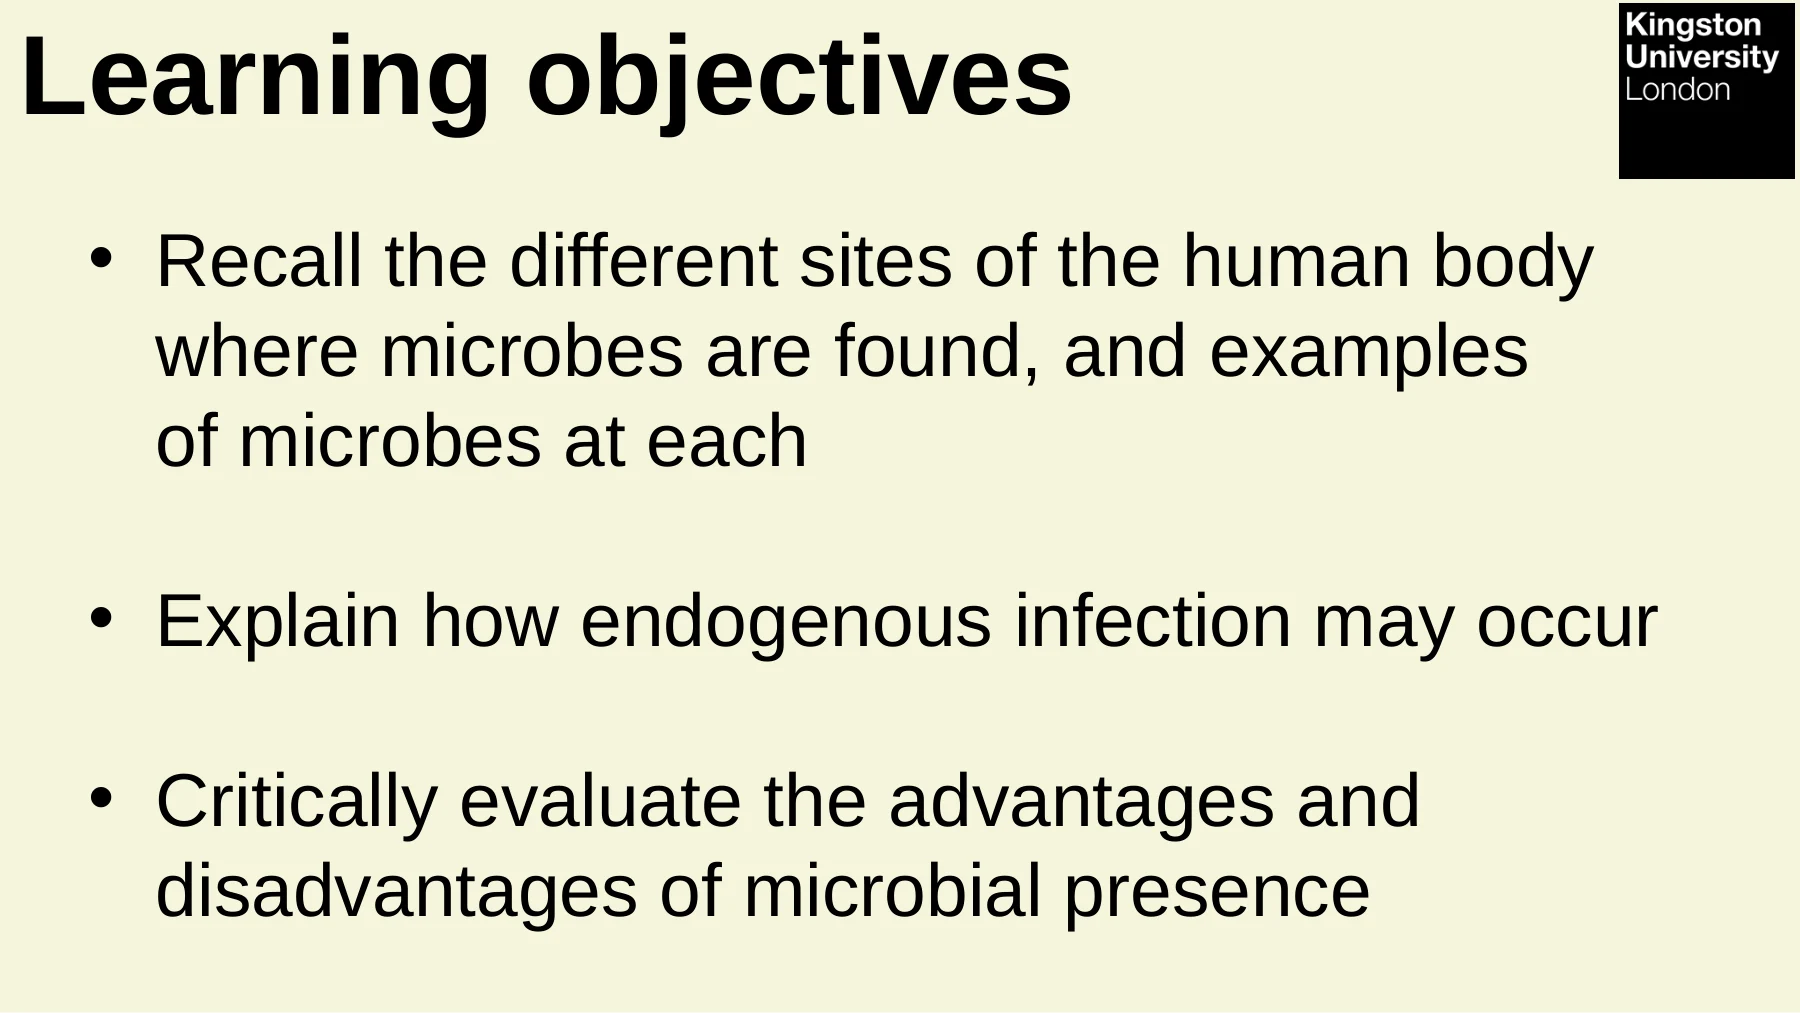 Learning objectives
Kingston
University
London
• Recall the different sites of the human body
where microbes are found, and examples
of microbes at each
• Explain how endogenous infection may occur
• Critically evaluate the advantages and
disadvantages of microbial presence